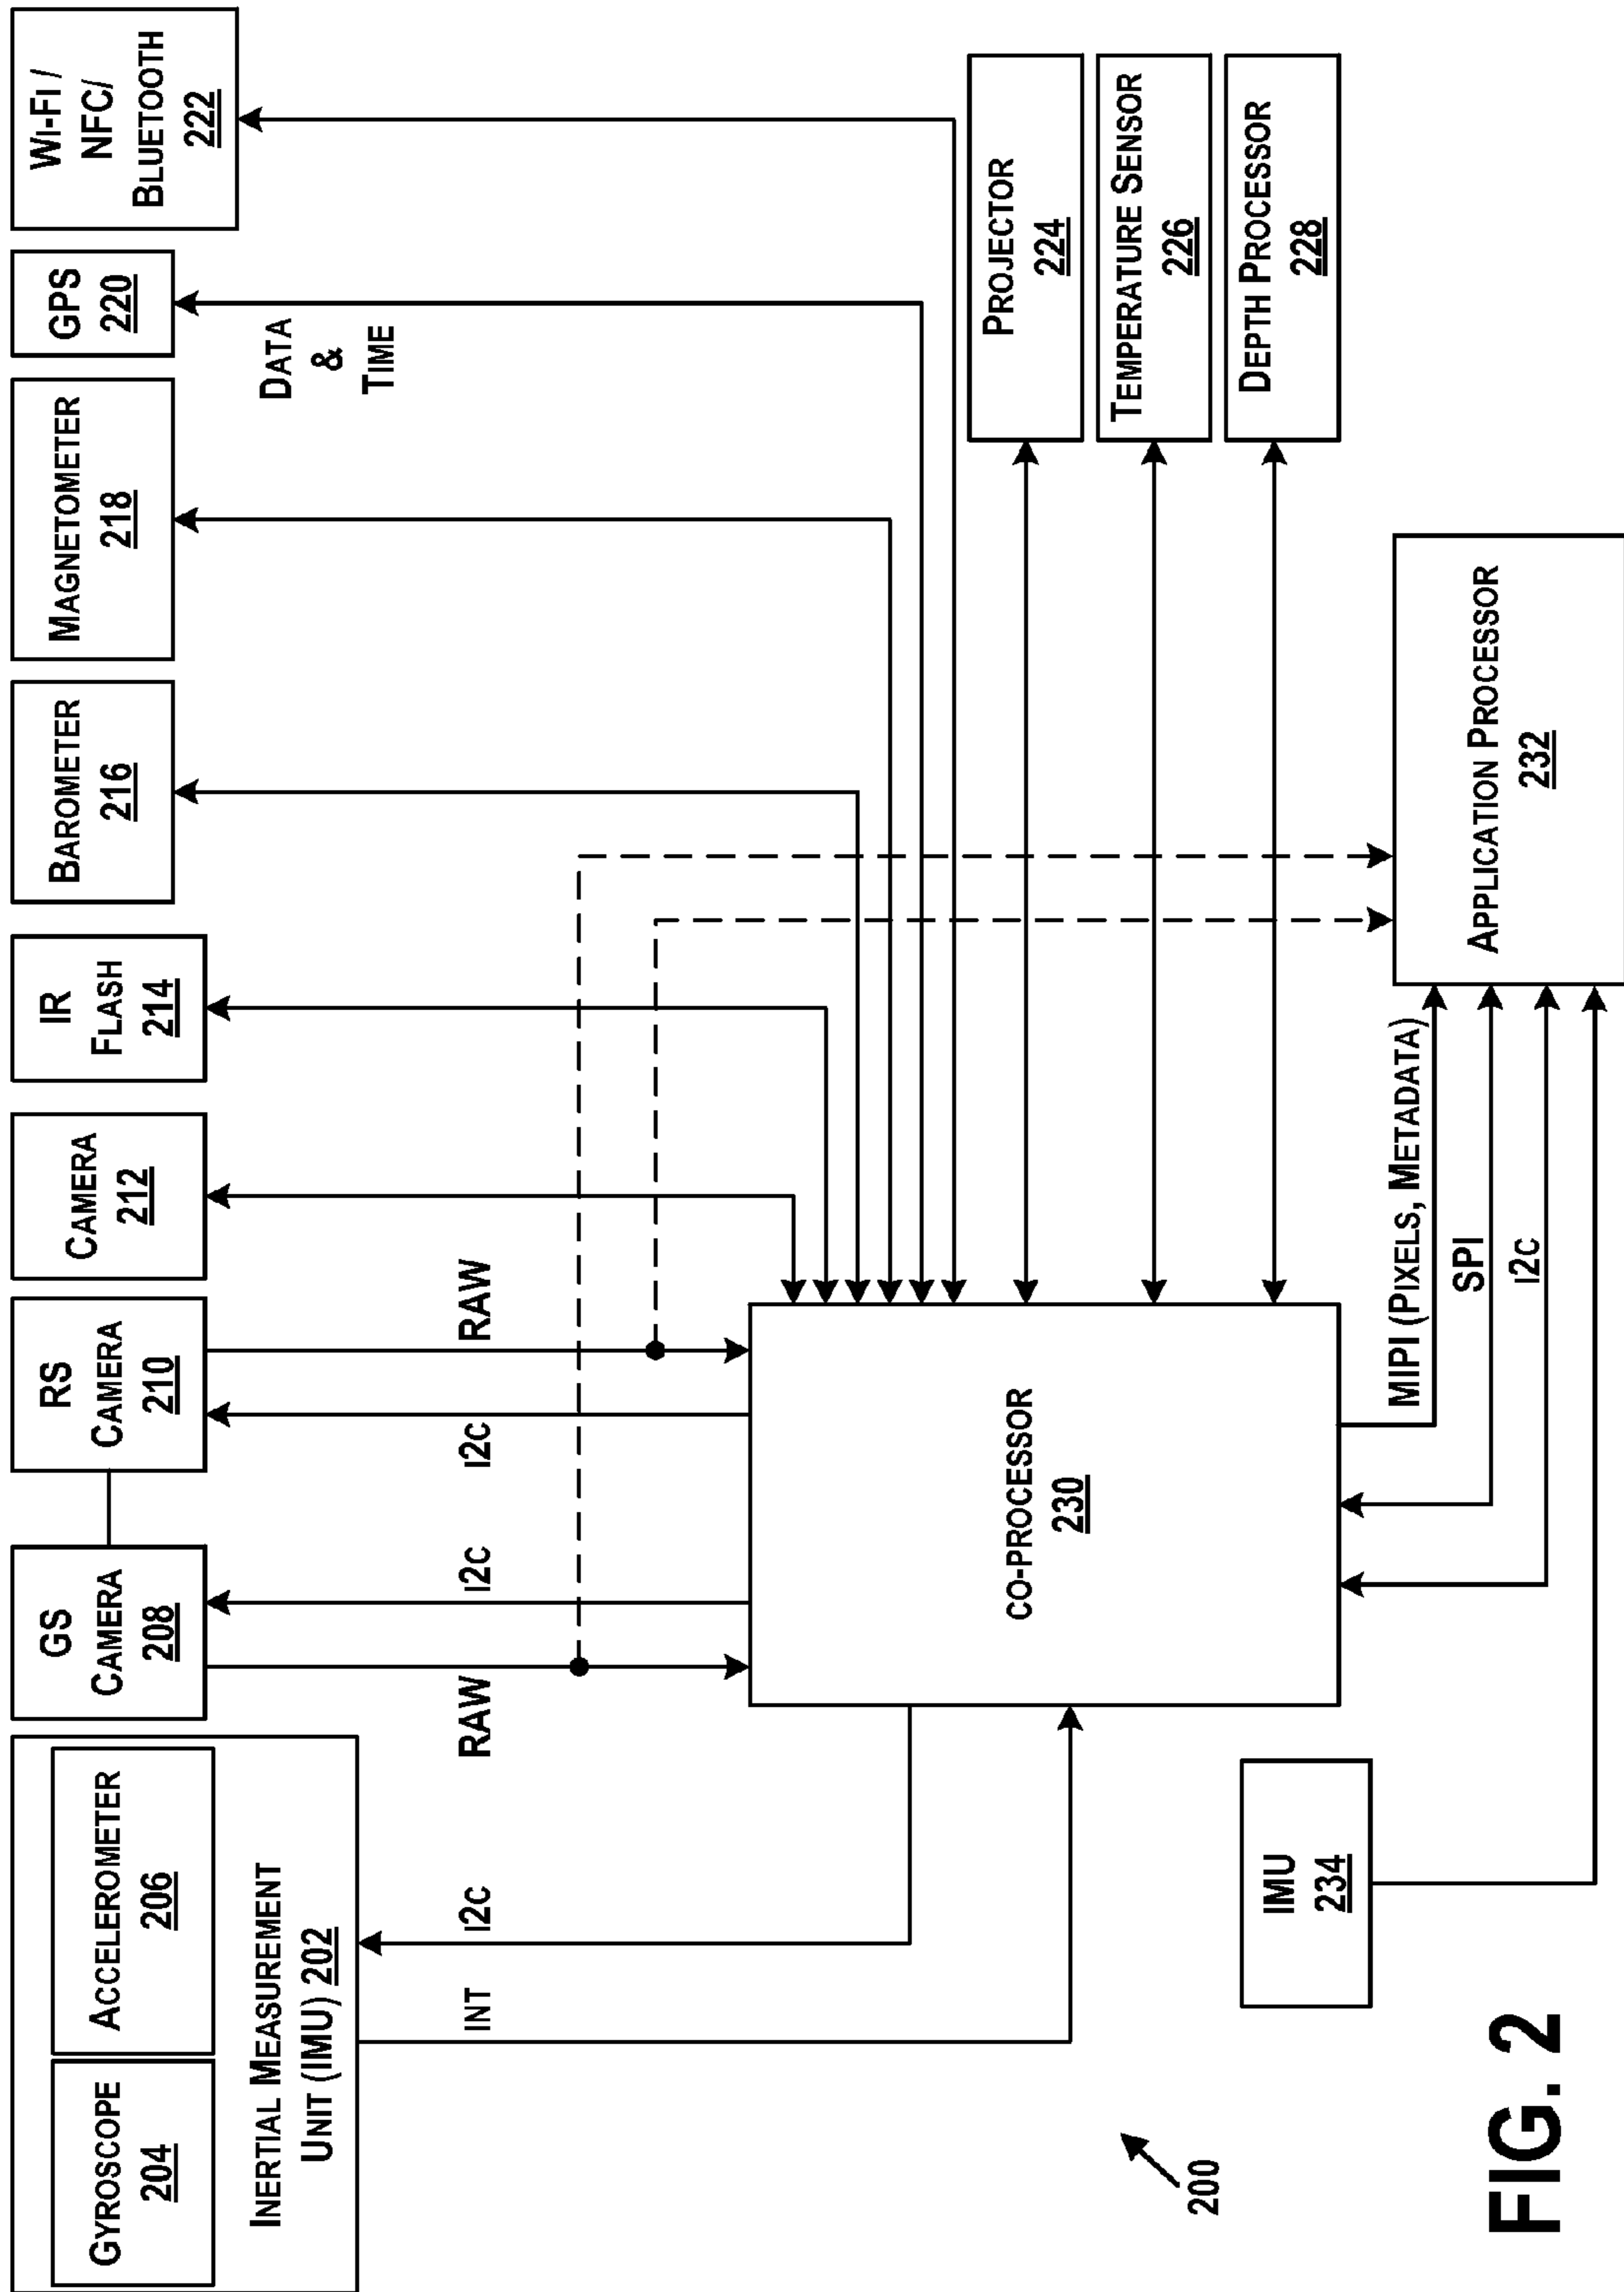 GYROSCOPE
204
ACCELEROMETER
206
INERTIAL MEASUREMENT
UNIT (IMU) 202
GS
CAMERA
208
RS
CAMERA
210
CAMERA
212
IR
FLASH
214
BAROMETER
216
MAGNETOMETER
218
GPS
220
WI-FI /
NFC/
BLUETOOTH
222
DATA
&
TIME
INT
I2C
RAW
I2C
I2C
RAW
CO-PROCESSOR
230
PROJECTOR
224
TEMPERATURE SENSOR
226
DEPTH PROCESSOR
228
IMU
234
MIPI (PIXELS, METADATA)
SPI
I2C
APPLICATION PROCESSOR
232
200
FIG. 2